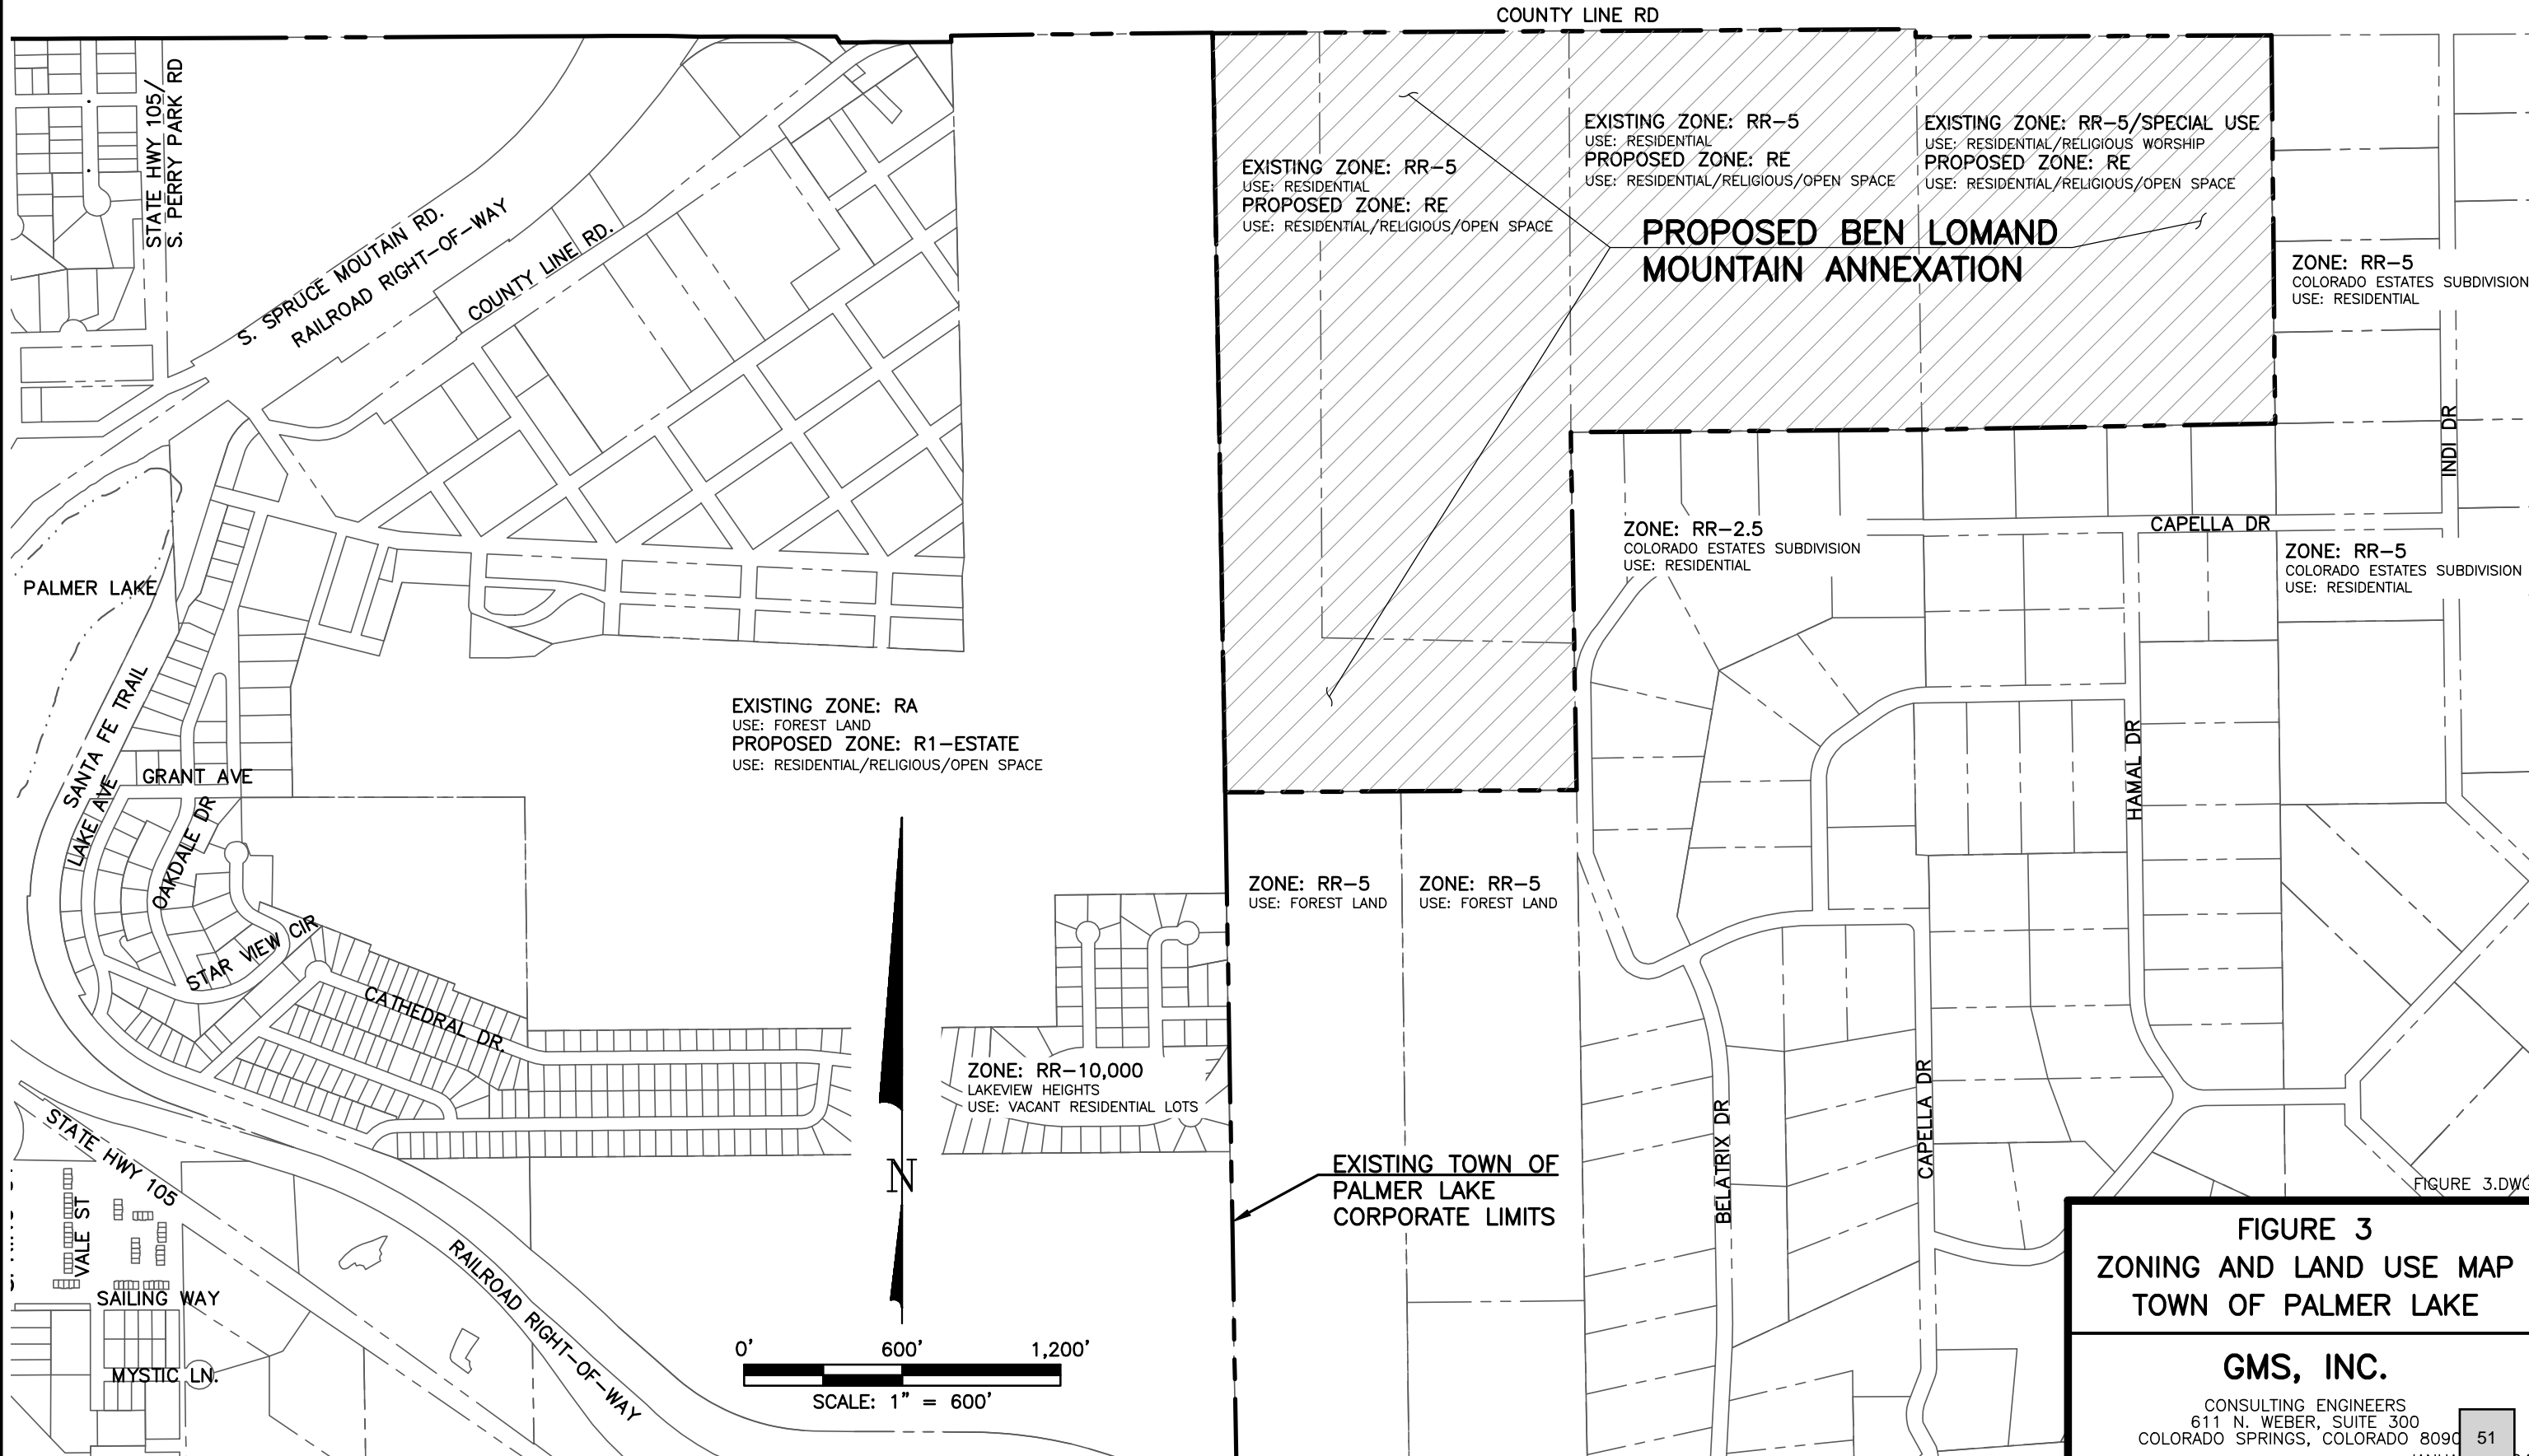 COUNTY LINE RD
STATE HWY 105/
S. PERRY PARK RD
S. SPRUCE MOUTAIN RD.
RAILROAD RIGHT-OF-WAY
COUNTY LINE RD.
EXISTING ZONE: RR-5
USE: RESIDENTIAL
PROPOSED ZONE: RE
USE: RESIDENTIAL/RELIGIOUS/OPEN SPACE
EXISTING ZONE: RR-5
USE: RESIDENTIAL
PROPOSED ZONE: RE
USE: RESIDENTIAL/RELIGIOUS/OPEN SPACE
EXISTING ZONE: RR-5/SPECIAL USE
USE: RESIDENTIAL/RELIGIOUS WORSHIP
PROPOSED ZONE: RE
USE: RESIDENTIAL/RELIGIOUS/OPEN SPACE
PROPOSED BEN LOMAND
MOUNTAIN ANNEXATION
ZONE: RR-5
COLORADO ESTATES SUBDIVISION
USE: RESIDENTIAL
INDI DR
CAPELLA DR
ZONE: RR-2.5
COLORADO ESTATES SUBDIVISION
USE: RESIDENTIAL
ZONE: RR-5
COLORADO ESTATES SUBDIVISION
USE: RESIDENTIAL
PALMER LAKE
SANTA FE TRAIL
LAKE AVE
GRANT AVE
OAKDALE DR
STAR VIEW CIR
CATHEDRAL DR.
EXISTING ZONE: RA
USE: FOREST LAND
PROPOSED ZONE: R1-ESTATE
USE: RESIDENTIAL/RELIGIOUS/OPEN SPACE
HAMAL DR
ZONE: RR-5
USE: FOREST LAND
ZONE: RR-5
USE: FOREST LAND
ZONE: RR-10,000
LAKEVIEW HEIGHTS
USE: VACANT RESIDENTIAL LOTS
N
EXISTING TOWN OF
PALMER LAKE
CORPORATE LIMITS
BELATRIX DR
CAPELLA DR
STATE HWY 105
VALE ST
SAILING WAY
MYSTIC LN.
RAILROAD RIGHT-OF-WAY
0' 600' 1,200'
SCALE: 1" = 600'
FIGURE 3.DWG
FIGURE 3
ZONING AND LAND USE MAP
TOWN OF PALMER LAKE
GMS, INC.
CONSULTING ENGINEERS
611 N. WEBER, SUITE 300
COLORADO SPRINGS, COLORADO 8090
51